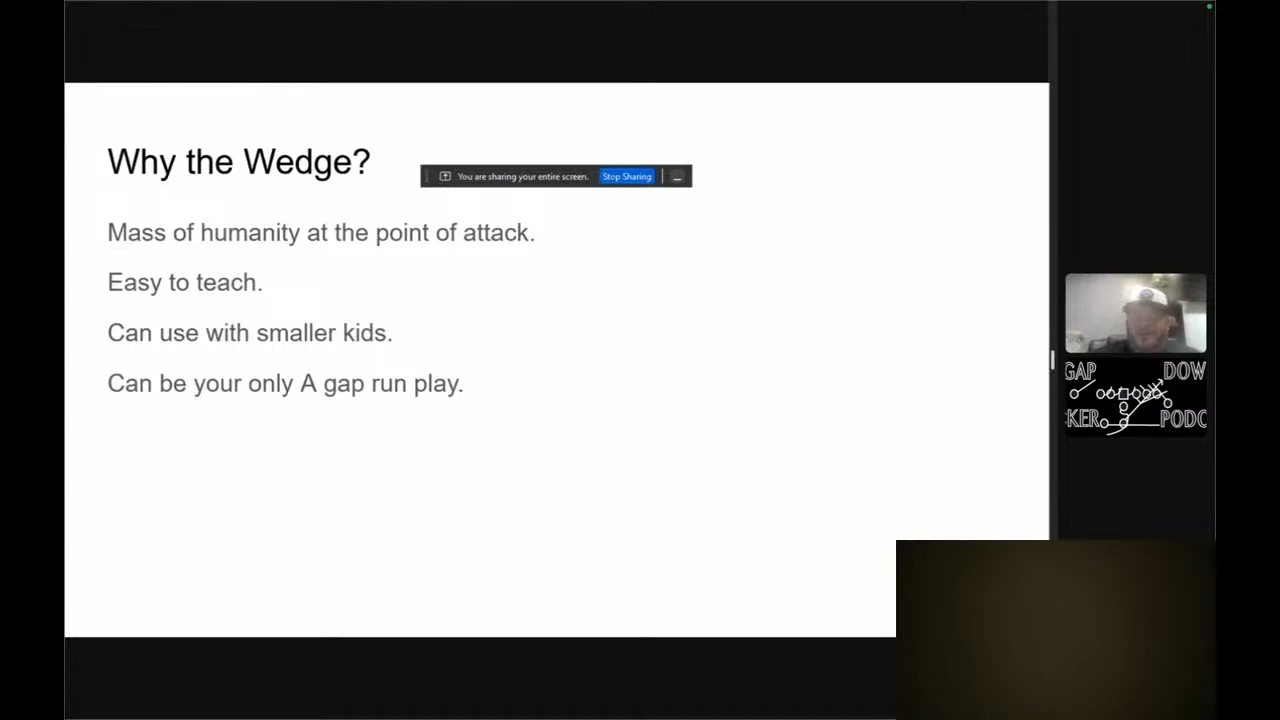 Why the Wedge?
You are sharing your entire screen.
Stop Sharing
Mass of humanity at the point of attack.
Easy to teach.
Can use with smaller kids.
Can be your only A gap run play.
GAP
DOW
KER
PODC